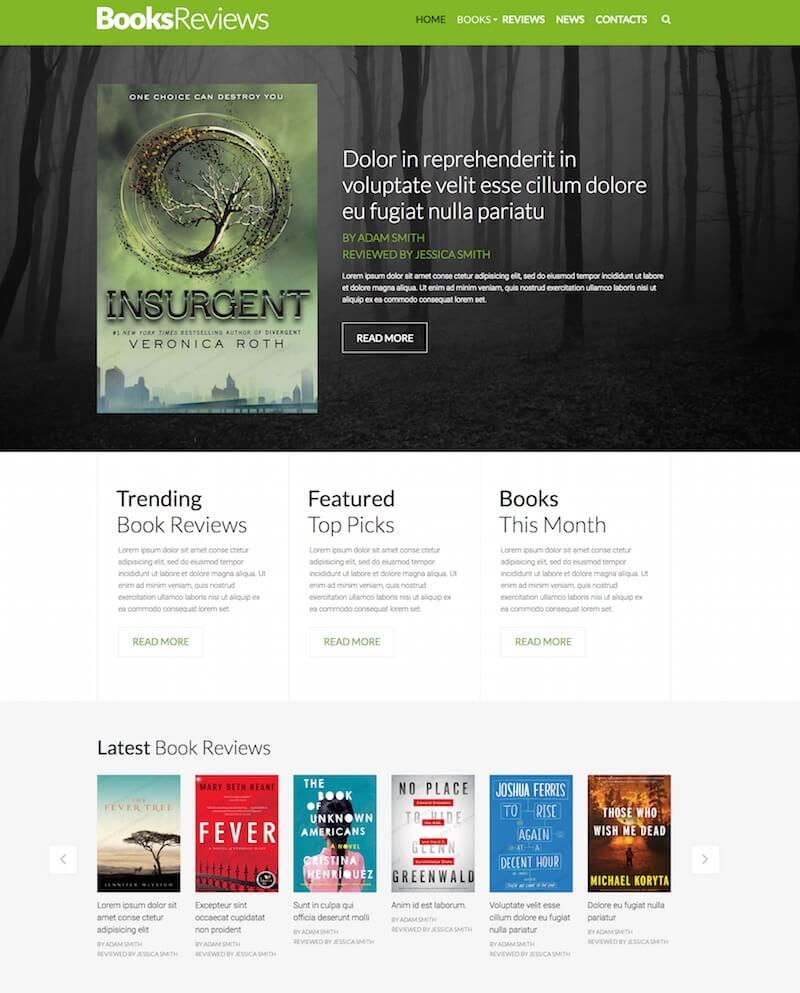 BooksReviews
HOME BOOKS REVIEWS NEWS CONTACTS
ONE CHOICE CAN DESTROY YOU
INSURGENT
#1 NEW YORK TIMES BESTSELLING AUTHOR OF DIVERGENT
VERONICA ROTH
Dolor in reprehenderit in
voluptate velit esse cillum dolore
eu fugiat nulla pariatu
BY ADAM SMITH
REVIEWED BY JESSICA SMITH
Lorem ipsum dolor sit amet conse ctetur adipisicing elit, sed do eiusmod tempor incididunt ut labore et dolore
magna aliqua. Ut enim ad minim veniam, quis nostrud exercitation ullamco laboris nisi ut
aliquip ex ea commodo consequat lorem set.
READ MORE
Trending
Book Reviews
Lorem ipsum dolor sit amet conse ctetur
adipisicing elit, sed do eiusmod tempor
incididunt ut labore et dolore magna aliqua. Ut
enim ad minim veniam, quis nostrud
exercitation ullamco laboris nisi ut aliquip ex
ea commodo consequat lorem set.
READ MORE
Featured
Top Picks
Lorem ipsum dolor sit amet conse ctetur
adipisicing elit, sed do eiusmod tempor
incididunt ut labore et dolore magna aliqua. Ut
enim ad minim veniam, quis nostrud
exercitation ullamco laboris nisi ut aliquip ex
ea commodo consequat lorem set.
READ MORE
Books
This Month
Lorem ipsum dolor sit amet conse ctetur
adipisicing elit, sed do eiusmod tempor
incididunt ut labore et dolore magna aliqua. Ut
enim ad minim veniam, quis nostrud
exercitation ullamco laboris nisi ut aliquip ex
ea commodo consequat lorem set.
READ MORE
Latest Book Reviews
THE
FEVER TREE
JENNIFER McVEIGH
Lorem ipsum dolor sit
amet conse ctetur
adipisicing elit
BY ADAM SMITH
REVIEWED BY JESSICA SMITH
MARY BETH KEANE
FEVER
Excepteur sint
occaecat cupidatat
non proident
BY ADAM SMITH
REVIEWED BY JESSICA SMITH
THE
BOOK
OF
UNKNOWN
AMERICANS
A NOVEL
CRISTINA
HENRÍQUEZ
Sunt in culpa qui
officia deserunt molli
BY ADAM SMITH
REVIEWED BY JESSICA SMITH
NO PLACE
Edward Snowden,
TO HIDE
the NSA,
and the U.S.
GLENN
Surveillance State
GREENWALD
Anim id est laborum.
BY ADAM SMITH
REVIEWED BY JESSICA SMITH
JOSHUA FERRIS
TO RISE
AGAIN
AT A
DECENT HOUR
Voluptate velit esse
cillum dolore eu fugiat
nulla pariatur
BY ADAM SMITH
REVIEWED BY JESSICA SMITH
THOSE WHO
WISH ME DEAD
MICHAEL KORYTA
Dolore eu fugiat nulla
pariatur
BY ADAM SMITH
REVIEWED BY JESSICA SMITH